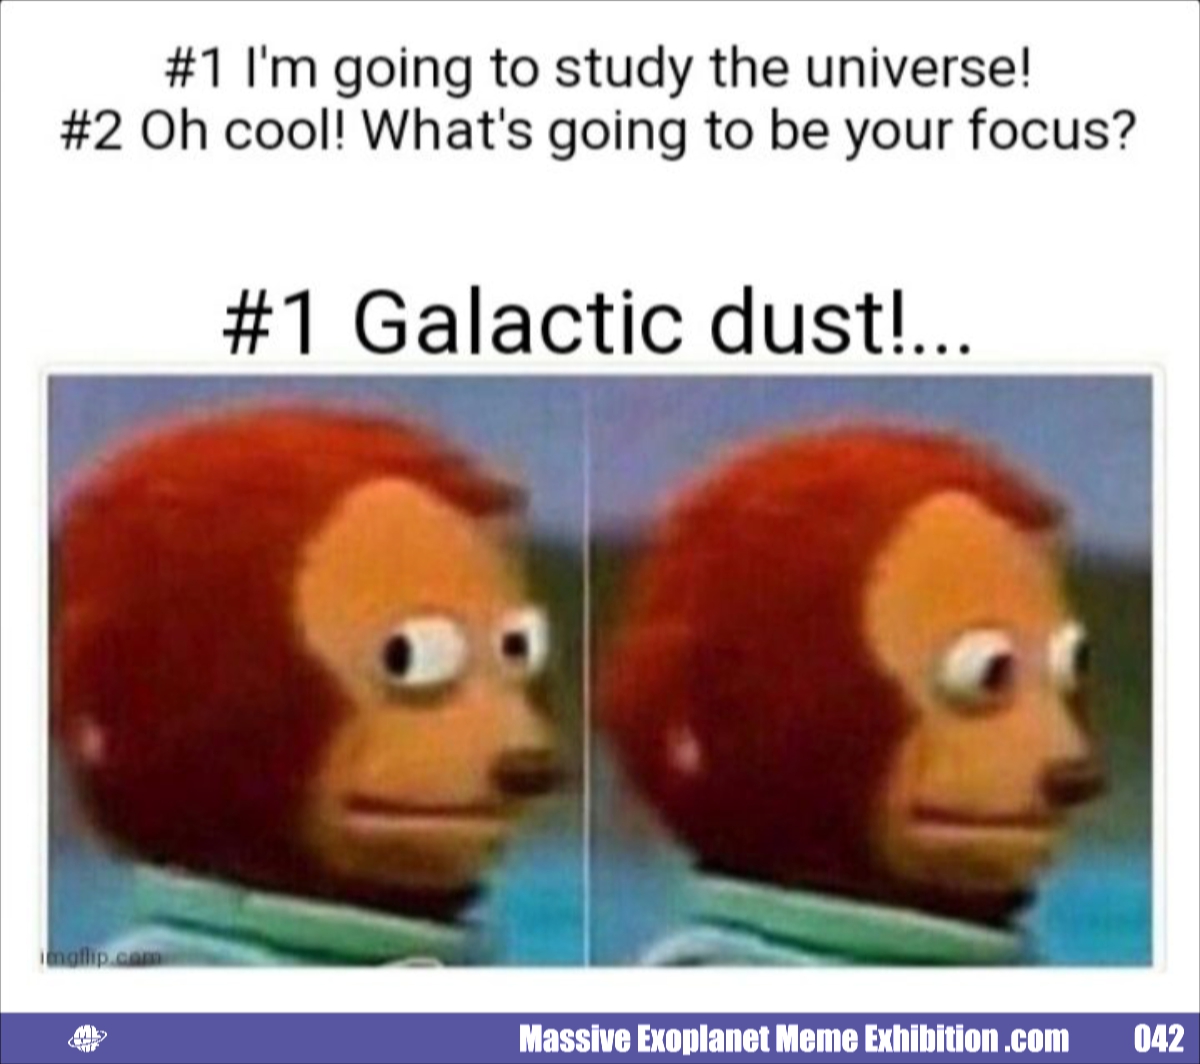 #1 I'm going to study the universe!
#2 Oh cool! What's going to be your focus?
#1 Galactic dust!...
imgflip.com
Massive Exoplanet Meme Exhibition .com
042